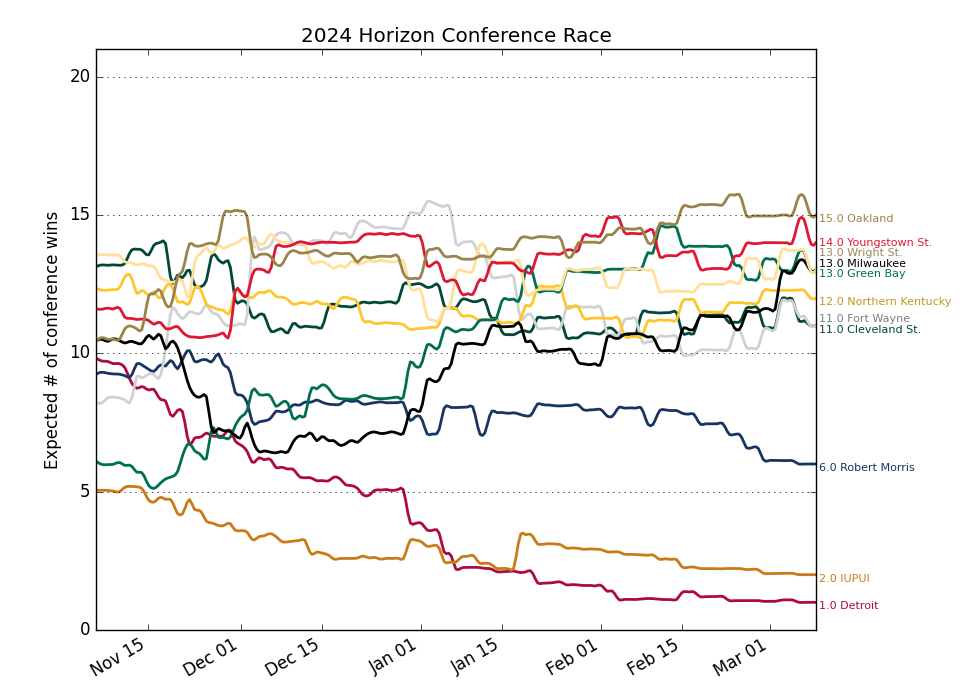 2024 Horizon Conference Race
Expected # of conference wins
20
15
10
5
0
Nov 15
Dec 01
Dec 15
Jan 01
Jan 15
Feb 01
Feb 15
Mar 01
15.0 Oakland
14.0 Youngstown St.
13.0 Wright St.
13.0 Milwaukee
13.0 Green Bay
12.0 Northern Kentucky
11.0 Fort Wayne
11.0 Cleveland St.
6.0 Robert Morris
2.0 IUPUI
1.0 Detroit